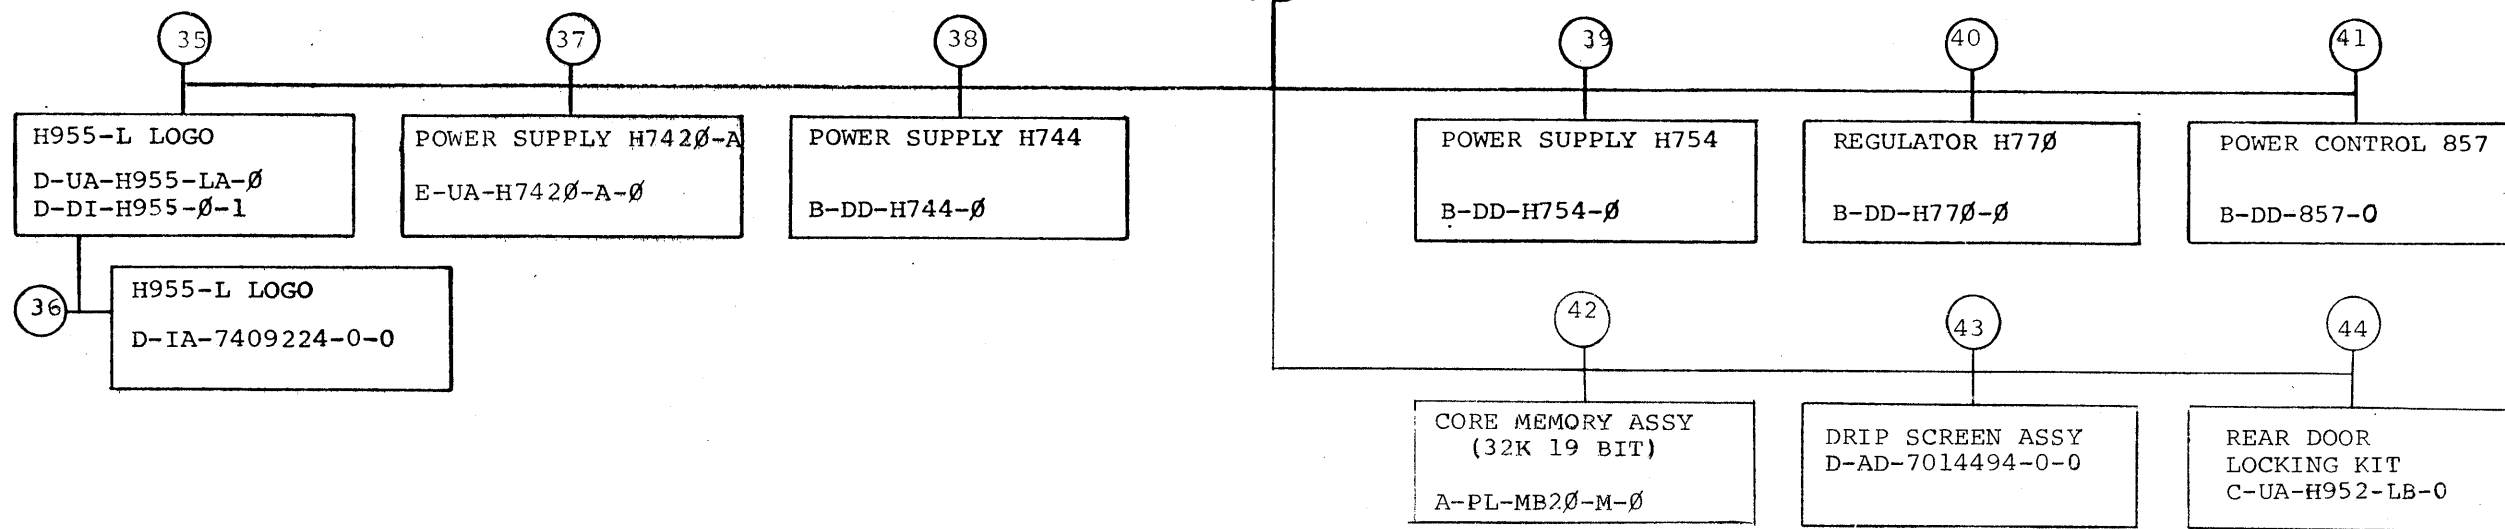 35
H955-L LOGO
D-UA-H955-LA-Ø
D-DI-H955-Ø-1
36
H955-L LOGO
D-IA-7409224-0-0
37
POWER SUPPLY H742Ø-A
E-UA-H742Ø-A-Ø
38
POWER SUPPLY H744
B-DD-H744-Ø
39
POWER SUPPLY H754
B-DD-H754-Ø
40
REGULATOR H77Ø
B-DD-H77Ø-Ø
41
POWER CONTROL 857
B-DD-857-0
42
CORE MEMORY ASSY
(32K 19 BIT)
A-PL-MB2Ø-M-Ø
43
DRIP SCREEN ASSY
D-AD-7014494-0-0
44
REAR DOOR
LOCKING KIT
C-UA-H952-LB-0